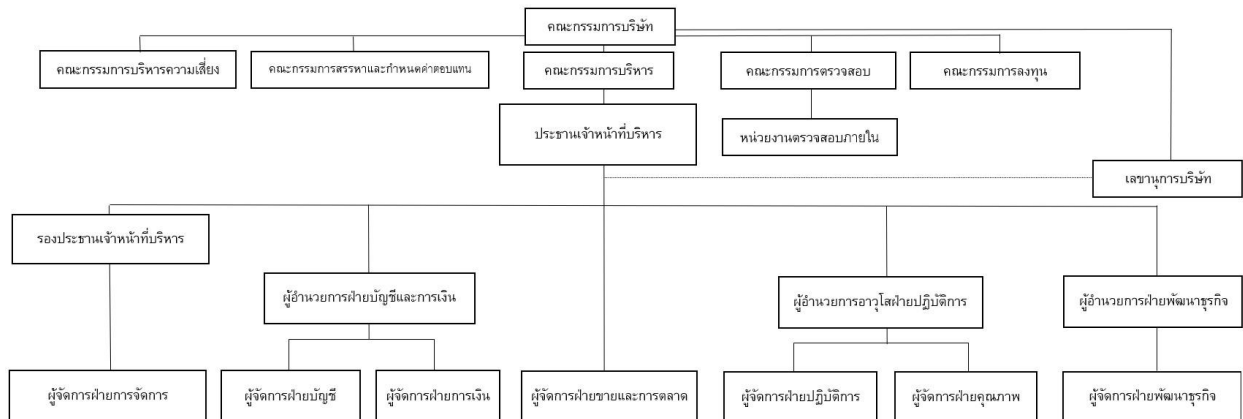 คณะกรรมการบริษัท
คณะกรรมการบริหารความเสี่ยง
คณะกรรมการสรรหาและกำหนดค่าตอบแทน
คณะกรรมการบริหาร
คณะกรรมการตรวจสอบ
คณะกรรมการลงทุน
ประธานเจ้าหน้าที่บริหาร
หน่วยงานตรวจสอบภายใน
เลขานุการบริษัท
รองประธานเจ้าหน้าที่บริหาร
ผู้อำนวยการฝ่ายบัญชีและการเงิน
ผู้อำนวยการอาวุโสฝ่ายปฏิบัติการ
ผู้อำนวยการฝ่ายพัฒนาธุรกิจ
ผู้จัดการฝ่ายการจัดการ
ผู้จัดการฝ่ายบัญชี
ผู้จัดการฝ่ายการเงิน
ผู้จัดการฝ่ายขายและการตลาด
ผู้จัดการฝ่ายปฏิบัติการ
ผู้จัดการฝ่ายคุณภาพ
ผู้จัดการฝ่ายพัฒนาธุรกิจ